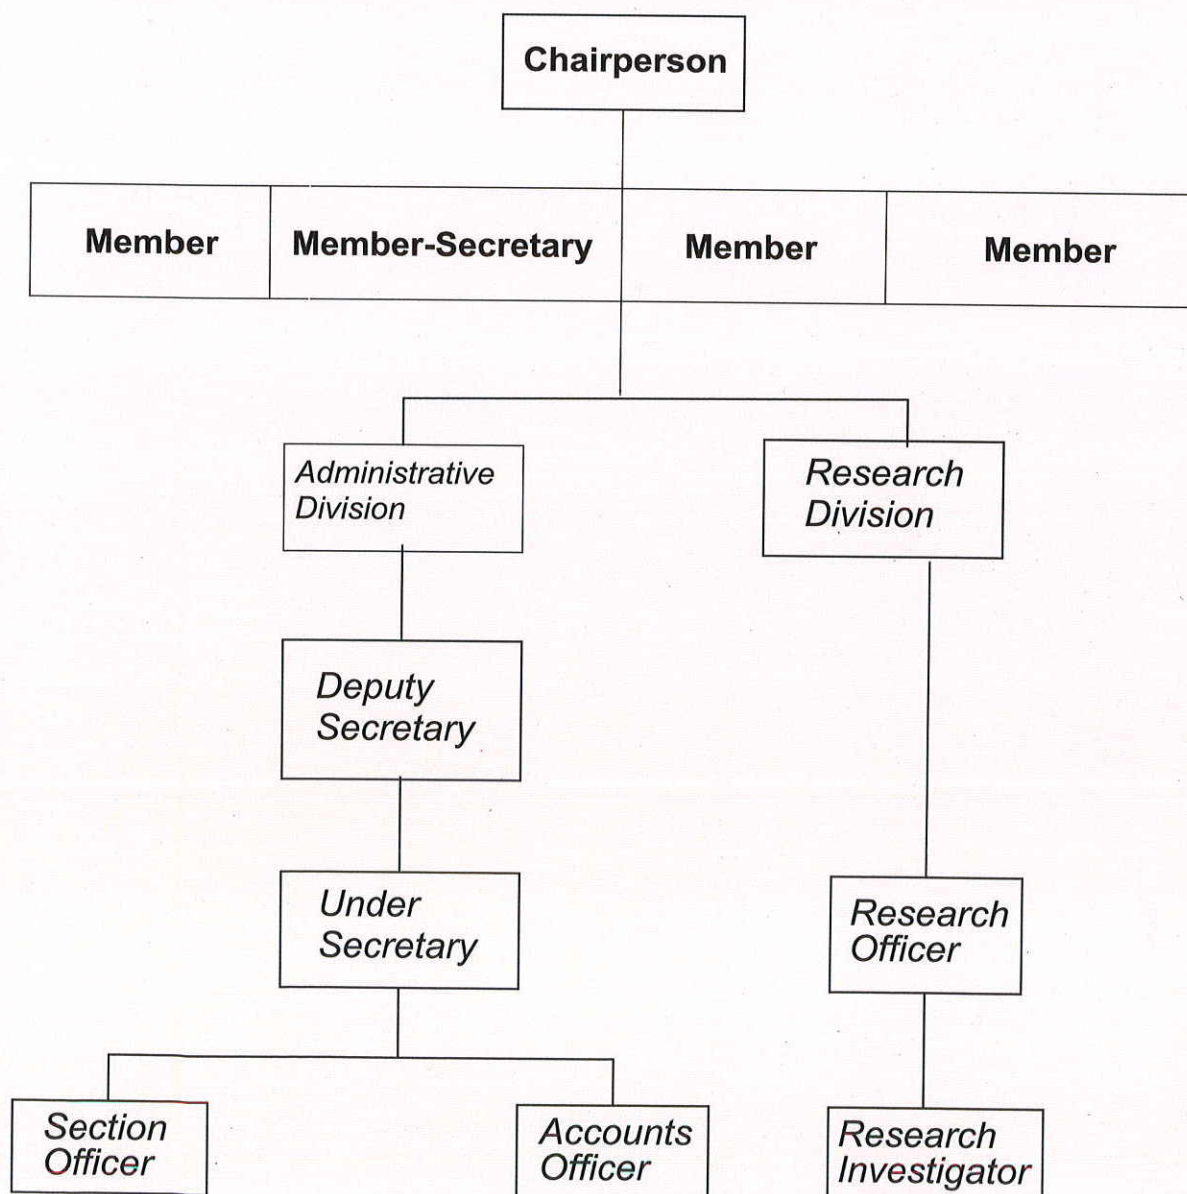 Chairperson
Member Member-Secretary Member Member
Administrative
Division
Research
Division
Deputy
Secretary
Under
Secretary
Research
Officer
Section
Officer
Accounts
Officer
Research
Investigator